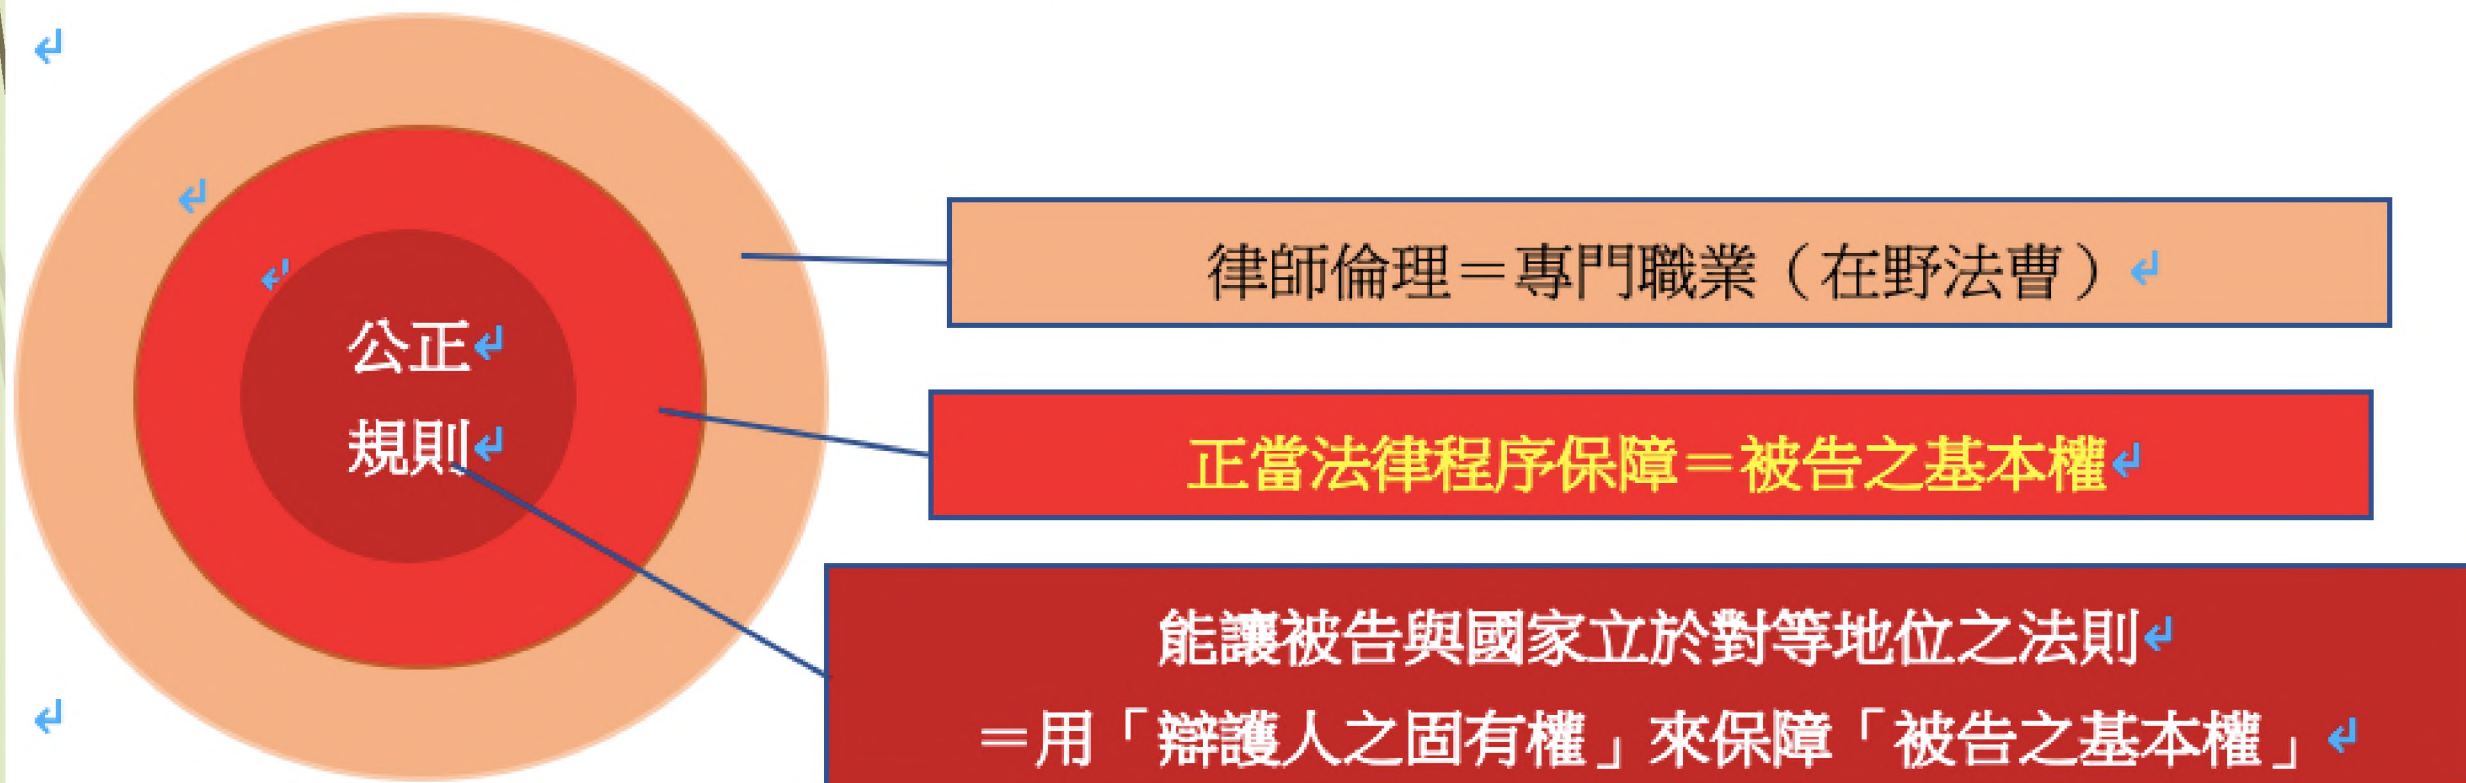 公正
規則
律師倫理＝專門職業（在野法曹）
正當法律程序保障＝被告之基本權
能讓被告與國家立於對等地位之法則
＝用「辯護人之固有權」來保障「被告之基本權」